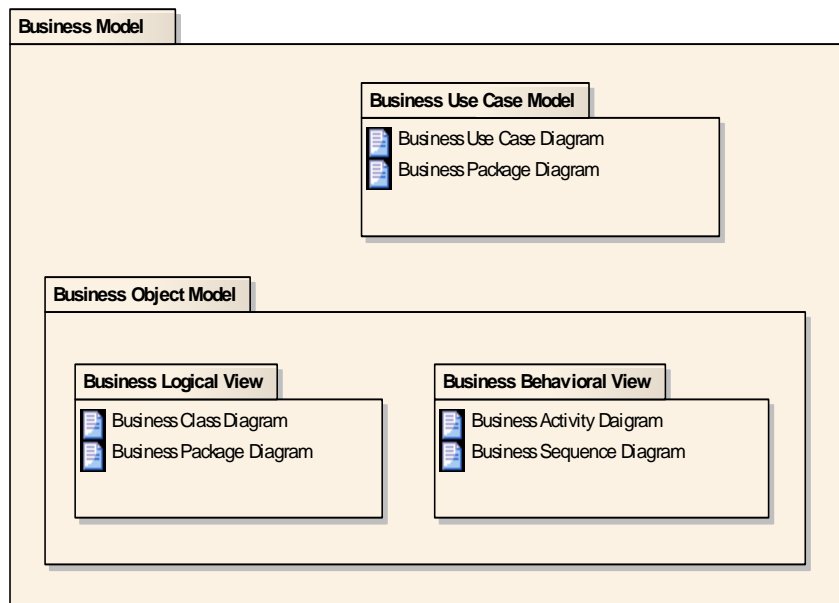 Business Model
Business Use Case Model
Business Use Case Diagram
Business Package Diagram
Business Object Model
Business Logical View
Business Class Diagram
Business Package Diagram
Business Behavioral View
Business Activity Daigram
Business Sequence Diagram